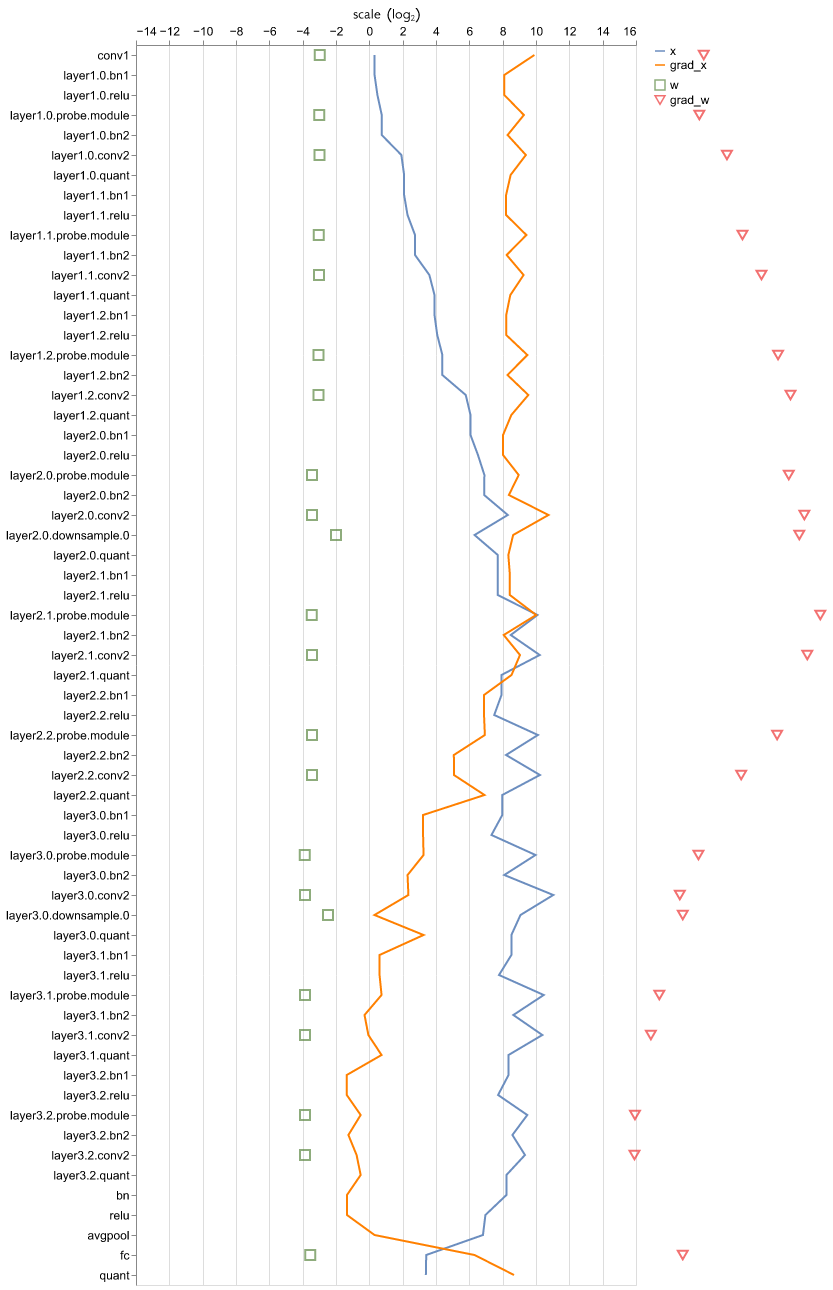 scale (log₂)
−14 −12 −10 −8 −6 −4 −2 0 2 4 6 8 10 12 14 16
conv1
layer1.0.bn1
layer1.0.relu
layer1.0.probe.module
layer1.0.bn2
layer1.0.conv2
layer1.0.quant
layer1.1.bn1
layer1.1.relu
layer1.1.probe.module
layer1.1.bn2
layer1.1.conv2
layer1.1.quant
layer1.2.bn1
layer1.2.relu
layer1.2.probe.module
layer1.2.bn2
layer1.2.conv2
layer1.2.quant
layer2.0.bn1
layer2.0.relu
layer2.0.probe.module
layer2.0.bn2
layer2.0.conv2
layer2.0.downsample.0
layer2.0.quant
layer2.1.bn1
layer2.1.relu
layer2.1.probe.module
layer2.1.bn2
layer2.1.conv2
layer2.1.quant
layer2.2.bn1
layer2.2.relu
layer2.2.probe.module
layer2.2.bn2
layer2.2.conv2
layer2.2.quant
layer3.0.bn1
layer3.0.relu
layer3.0.probe.module
layer3.0.bn2
layer3.0.conv2
layer3.0.downsample.0
layer3.0.quant
layer3.1.bn1
layer3.1.relu
layer3.1.probe.module
layer3.1.bn2
layer3.1.conv2
layer3.1.quant
layer3.2.bn1
layer3.2.relu
layer3.2.probe.module
layer3.2.bn2
layer3.2.conv2
layer3.2.quant
bn
relu
avgpool
fc
quant
x
grad_x
w
grad_w